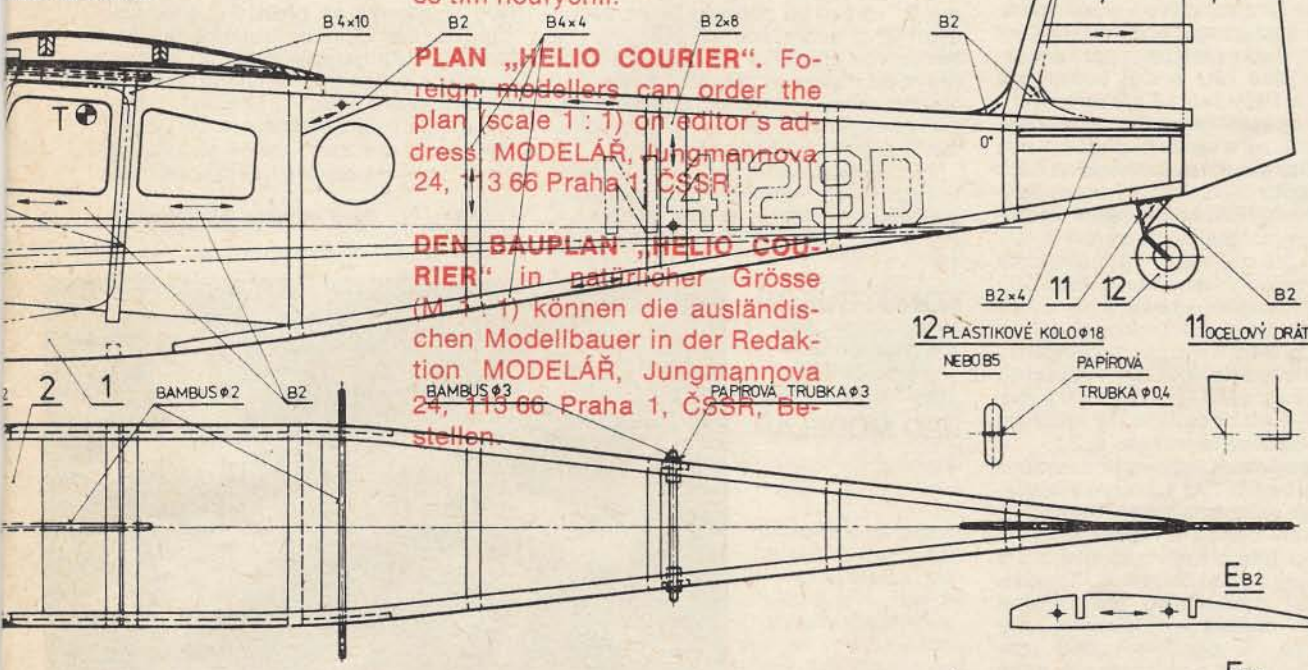 B 4×10
B2
B 4×4
B 2×8
B2
PLAN „HELIO COURIER“. Fo-
reign modellers can order the
plan (scale 1 : 1) on editor's ad-
dress: MODELÁŘ, Jungmannova
24, 113 66 Praha 1, ČSSR.
DEN BAUPLAN „HELIO COU-
RIER“ in natürlicher Grösse
(M 1 : 1) können die ausländis-
chen Modellbauer in der Redak-
tion MODELÁŘ, Jungmannova
24, 113 66 Praha 1, ČSSR, Be-
stellen.
T
N4129D
0°
B2×4
11
12
B2
12 PLASTIKOVÉ KOLO ϕ18
NEBO B5
PAPÍROVÁ
TRUBKA ϕ0,4
11 OCELOVÝ DRÁT
2
1
BAMBUS ϕ2
B2
BAMBUS ϕ3
PAPÍROVÁ TRUBKA ϕ3
E B2